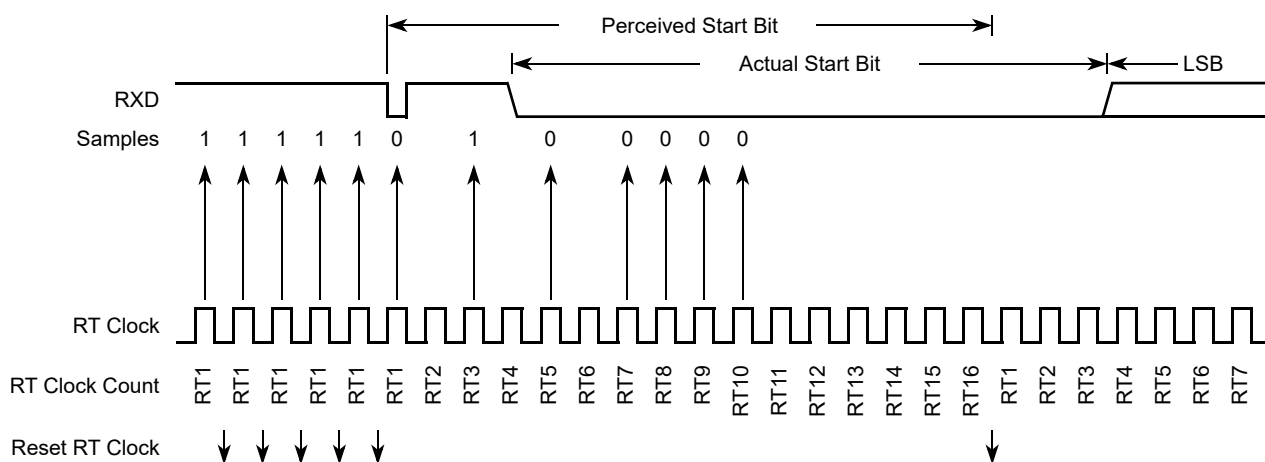 Perceived Start Bit
Actual Start Bit
LSB
RXD
Samples 1 1 1 1 1 0 1 0 0 0 0 0
RT Clock
RT Clock Count RT1 RT1 RT1 RT1 RT1 RT1 RT2 RT3 RT4 RT5 RT6 RT7 RT8 RT9 RT10 RT11 RT12 RT13 RT14 RT15 RT16 RT1 RT2 RT3 RT4 RT5 RT6 RT7
Reset RT Clock